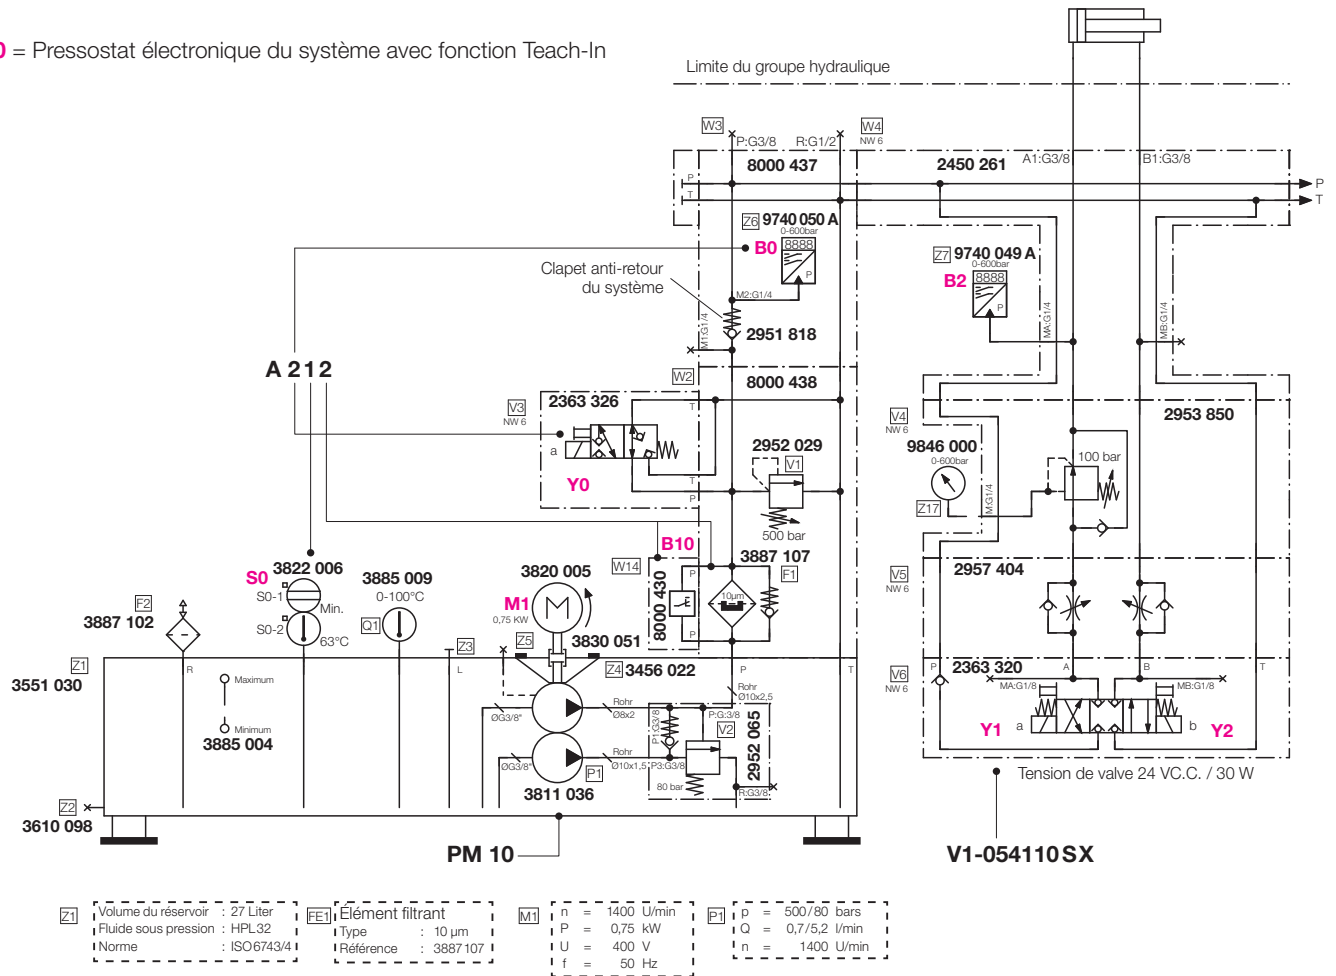 0 = Pressostat électronique du système avec fonction Teach-In
Limite du groupe hydraulique
W3
P:G3/8
R:G1/2
W4
NW 6
8000 437
2450 261
A1:G3/8
B1:G3/8
P
T
P
T
Z6 9740 050 A
0-600bar
B0
8888
P
Z7 9740 049 A
0-600bar
B2
8888
P
Clapet anti-retour
du système
M2:G1/4
M1:G1/4
2951 818
MA:G1/4
MB:G1/4
A 212
W2
8000 438
V3
NW 6
2363 326
T
a
Y0
T
P
2952 029
V1
500 bar
V4
NW 6
2953 850
9846 000
0-600bar
Z17
M:G1/4
100 bar
B10
W14
8000 430
P
P
3887 107
F1
10µm
V5
NW 6
2957 404
F2
3887 102
S0
3822 006
S0-1
Min.
S0-2
63°C
3885 009
0-100°C
Q1
3820 005
M1
0,75 KW
M
3830 051
Z5
Z3
Z4 3456 022
Z1
3551 030
R
L
P
T
Maximum
Minimum
3885 004
ØG3/8"
Rohr
Ø8x2
Rohr
Ø10x2,5
P:G3/8
P1:G3/8
V2
2952 065
ØG3/8"
Rohr
Ø10x1,5
P3:G3/8
P1
80 bar
R:G3/8
3811 036
Z2
3610 098
PM 10
V6
NW 6
P
2363 320
A
B
T
MA:G1/8
MB:G1/8
Y1
a
b
Y2
Tension de valve 24 VC.C. / 30 W
V1-054110 SX
Z1
Volume du réservoir : 27 Liter
Fluide sous pression : HPL32
Norme : ISO6743/4
FE1
Élément filtrant
Type : 10 µm
Référence : 3887107
M1
n = 1400 U/min
P = 0,75 kW
U = 400 V
f = 50 Hz
P1
p = 500/80 bars
Q = 0,7/5,2 l/min
n = 1400 U/min